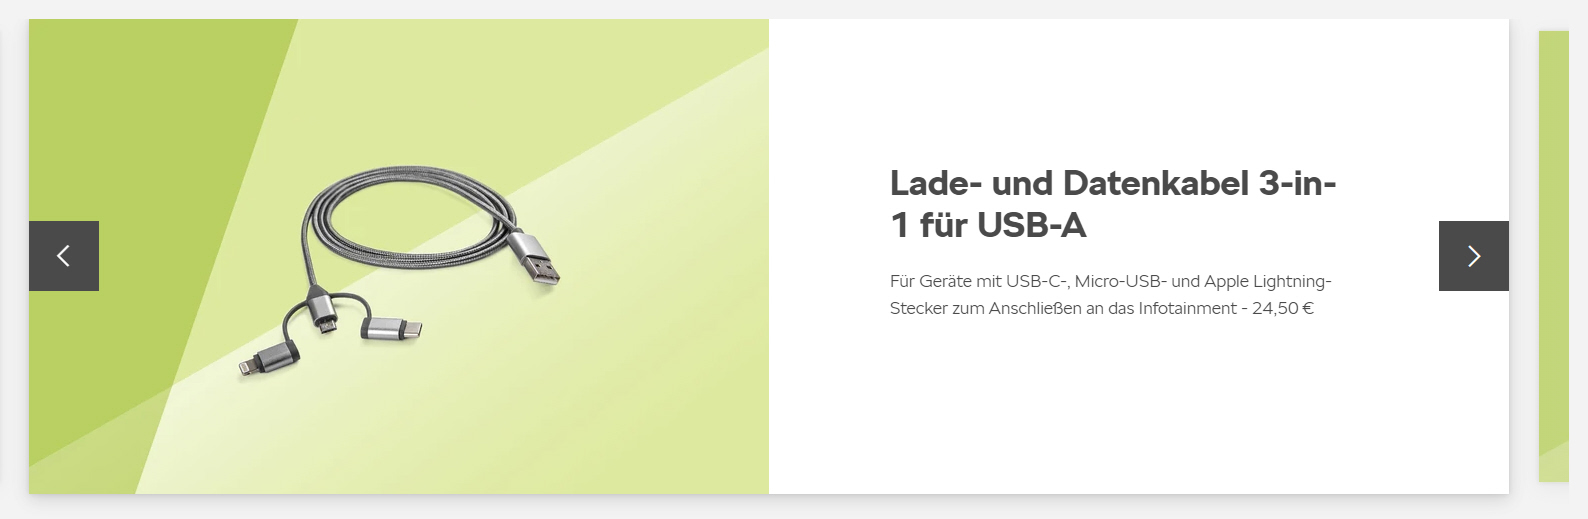 Lade- und Datenkabel 3-in-
1 für USB-A
Für Geräte mit USB-C-, Micro-USB- und Apple Lightning-
Stecker zum Anschließen an das Infotainment - 24,50 €